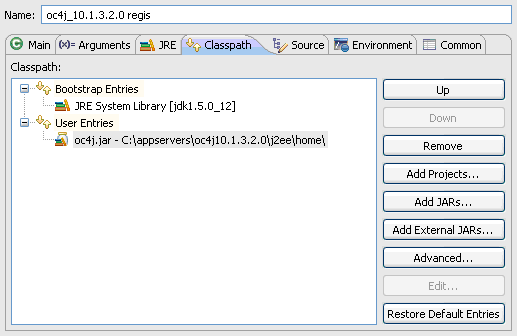 Name: oc4j_10.1.3.2.0 regis
Main (x)= Arguments JRE Classpath Source Environment Common
Classpath:
Bootstrap Entries
JRE System Library [jdk1.5.0_12]
User Entries
oc4j.jar - C:\appservers\oc4j10.1.3.2.0\j2ee\home\
Up
Down
Remove
Add Projects...
Add JARs...
Add External JARs...
Advanced...
Edit...
Restore Default Entries